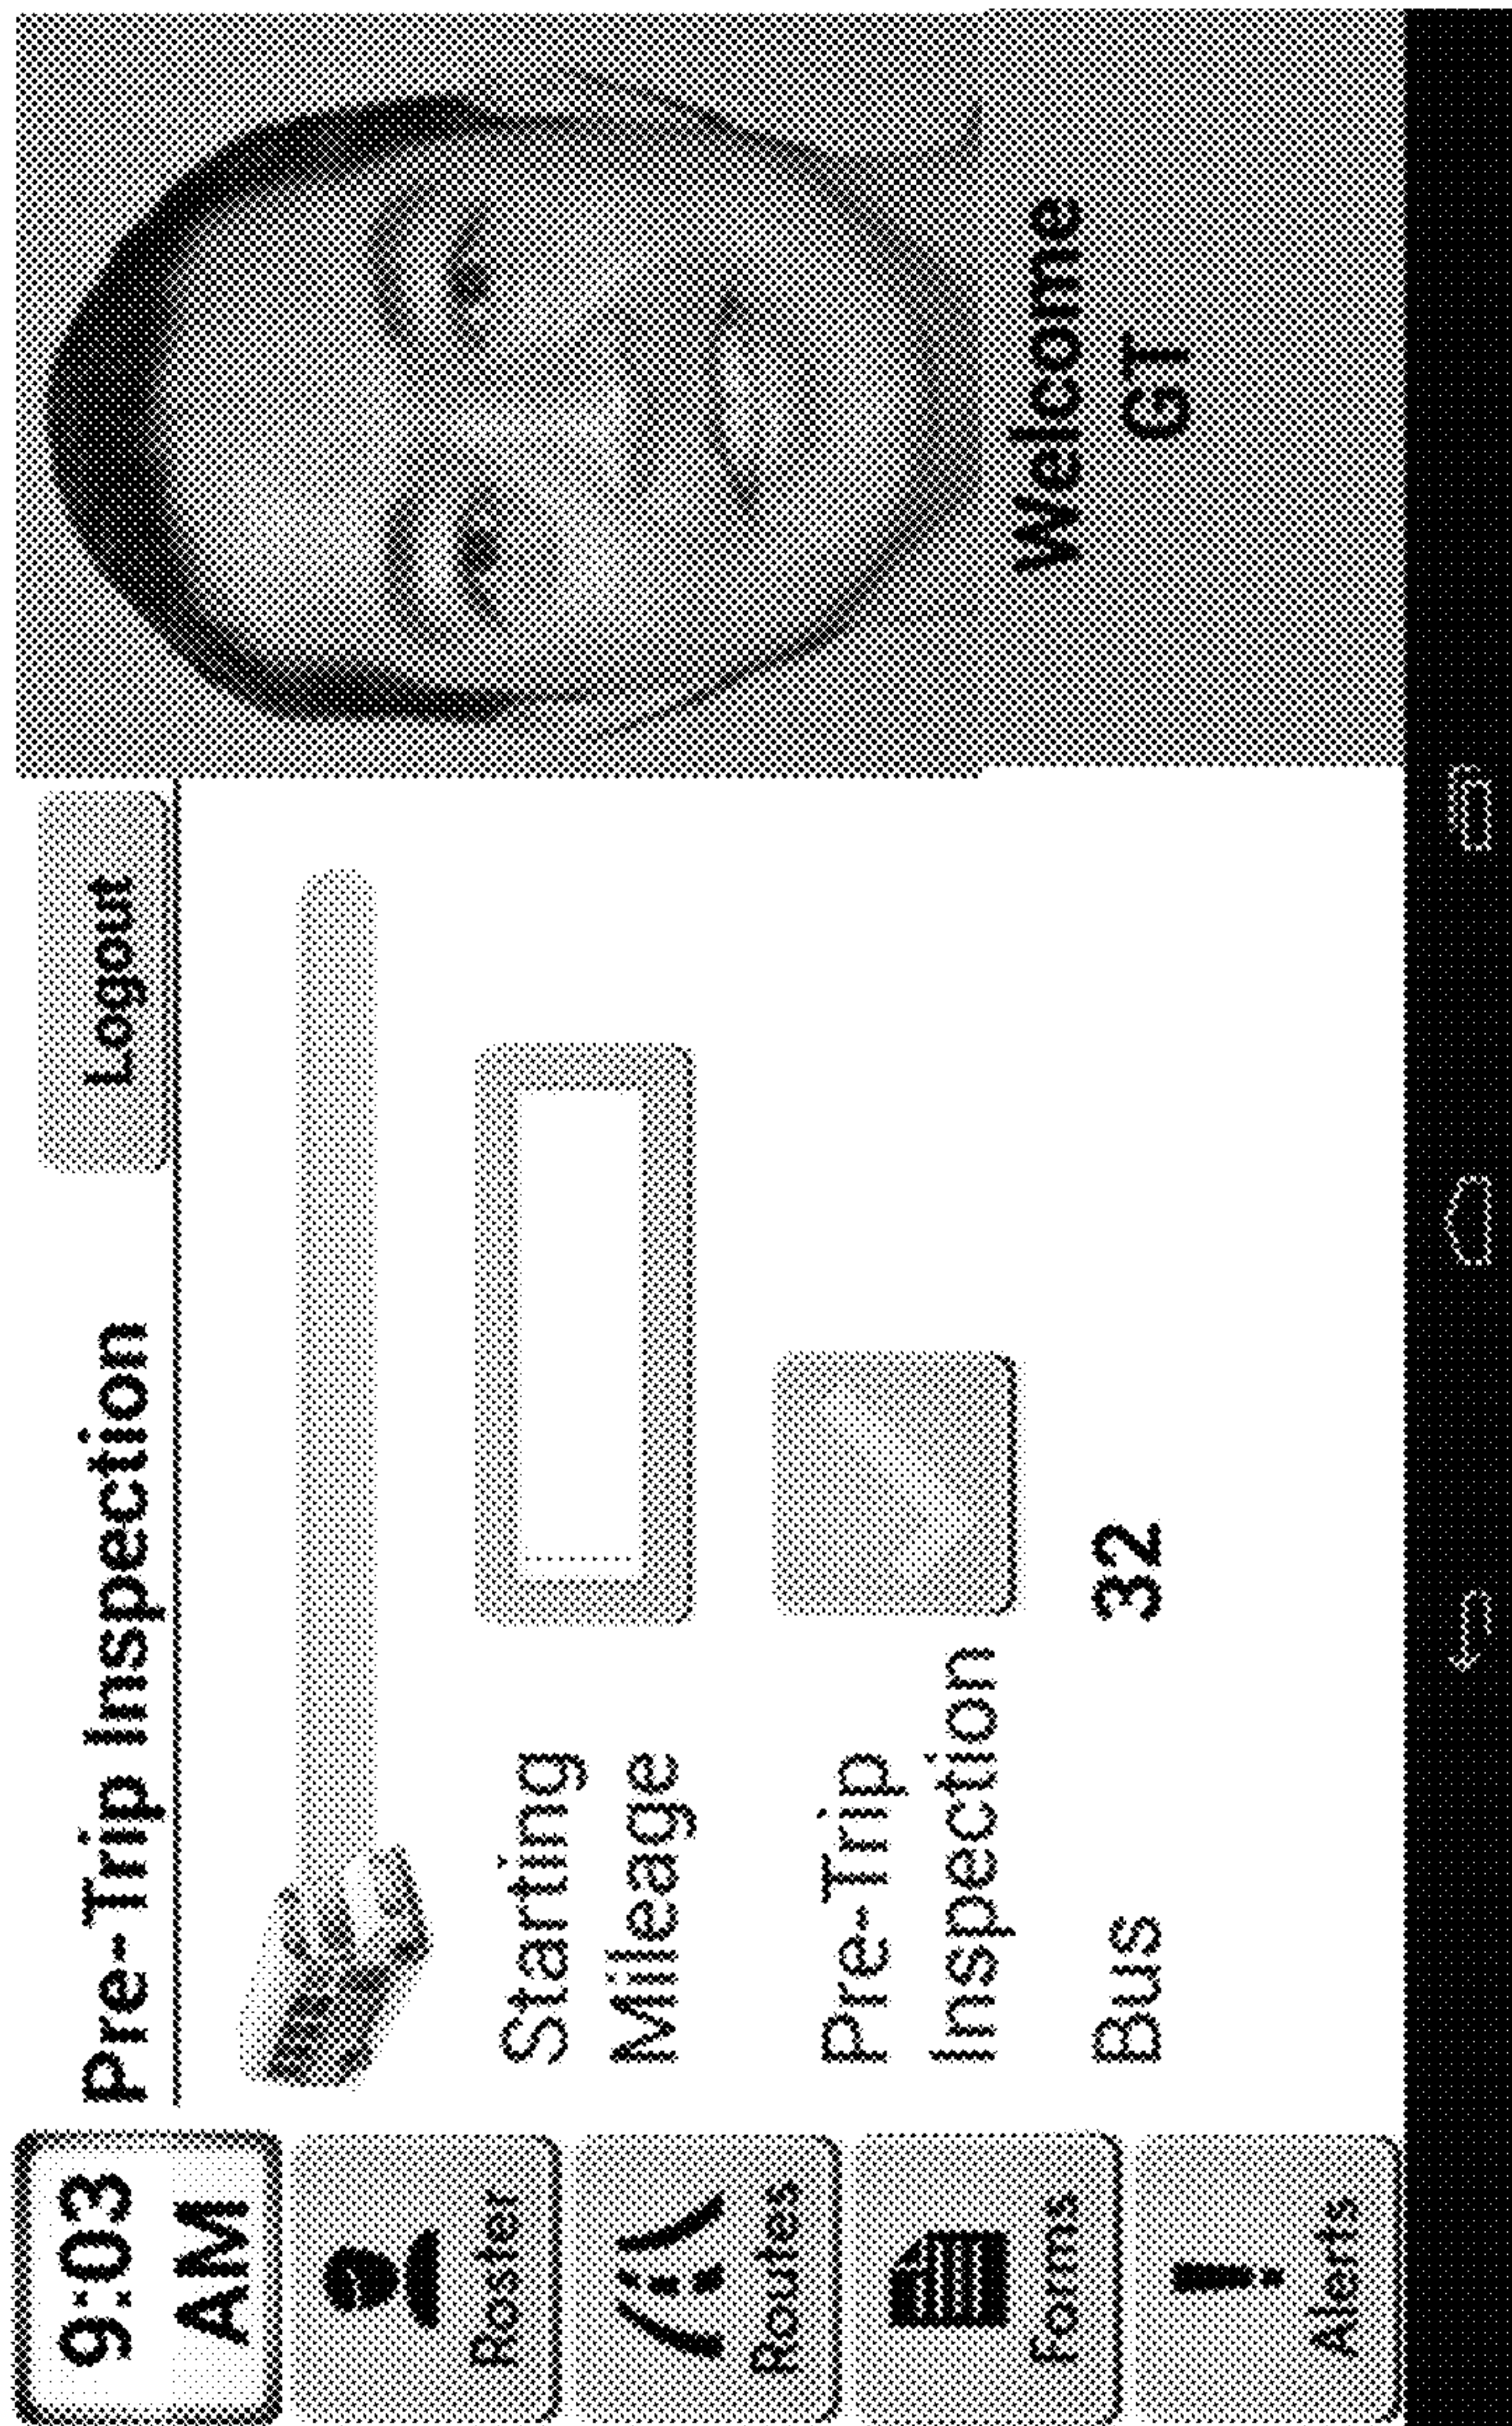 9:03
AM
Pre-Trip Inspection
Logout
Roster
Routes
Forms
Alerts
Starting
Mileage
Pre-Trip
Inspection
Bus
32
Welcome
GT